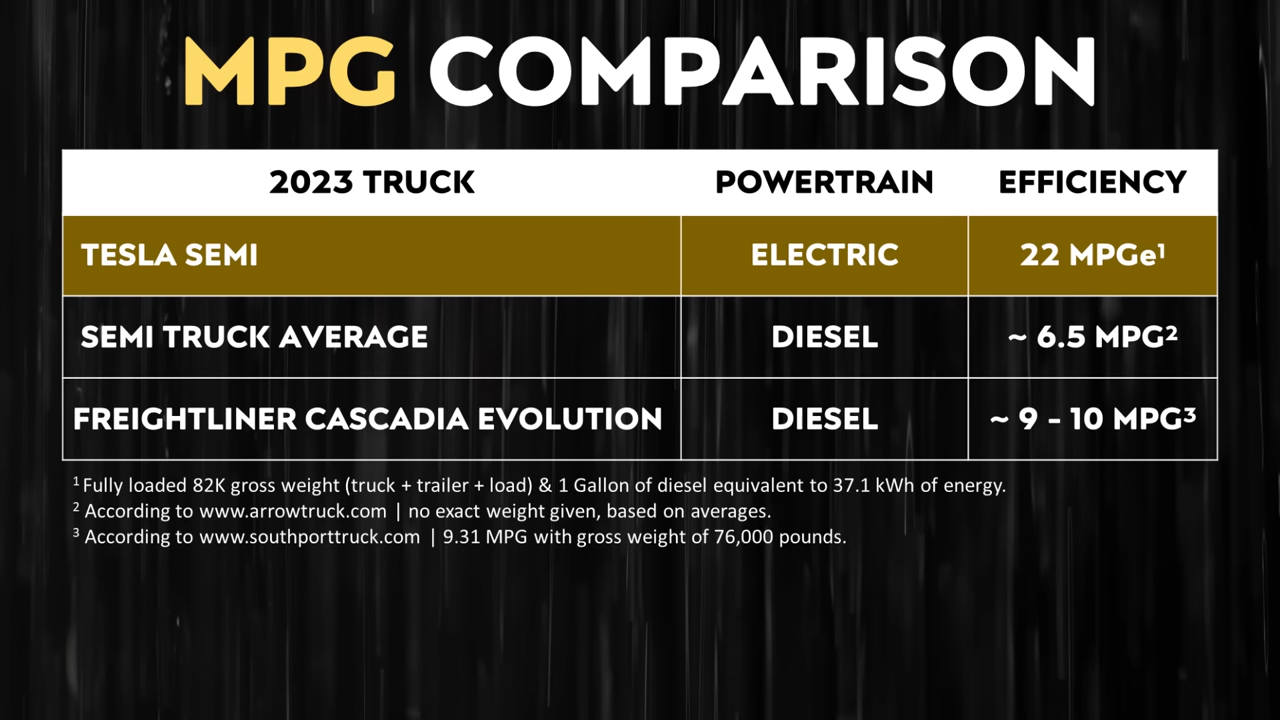 MPG COMPARISON
2023 TRUCK POWERTRAIN EFFICIENCY
TESLA SEMI ELECTRIC 22 MPGe¹
SEMI TRUCK AVERAGE DIESEL ~ 6.5 MPG²
FREIGHTLINER CASCADIA EVOLUTION DIESEL ~ 9 - 10 MPG³
¹ Fully loaded 82K gross weight (truck + trailer + load) & 1 Gallon of diesel equivalent to 37.1 kWh of energy.
² According to www.arrowtruck.com | no exact weight given, based on averages.
³ According to www.southporttruck.com | 9.31 MPG with gross weight of 76,000 pounds.